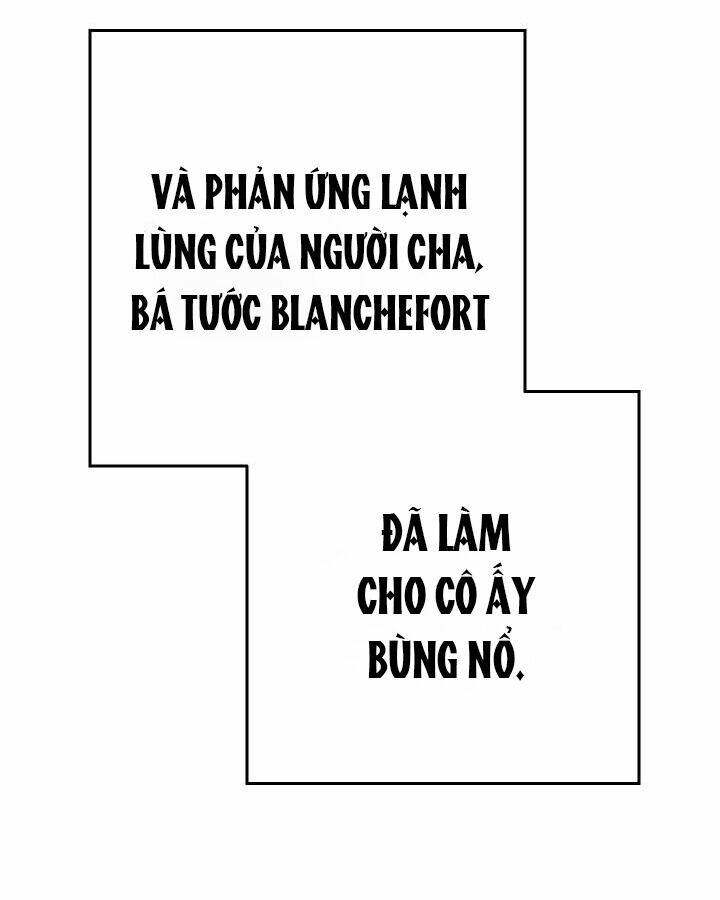 VÀ PHẢN ỨNG LẠNH
LÙNG CỦA NGƯỜI CHA,
BÁ TƯỚC BLANCHEFORT
ĐÃ LÀM
CHO CÔ ẤY
BÙNG NỔ.